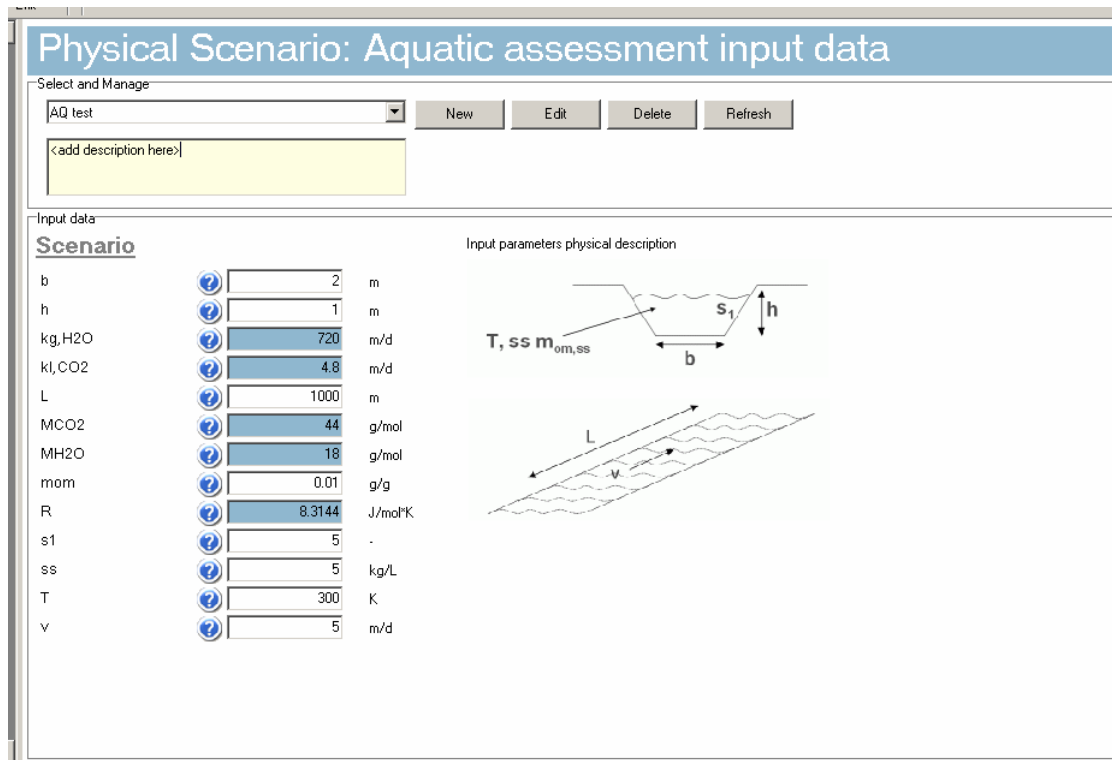 Physical Scenario: Aquatic assessment input data
Select and Manage
AQ test
New
Edit
Delete
Refresh
<add description here>
Input data
Scenario
Input parameters physical description
b 2 m
h 1 m
kg,H2O 720 m/d
kl,CO2 4.8 m/d
L 1000 m
MCO2 44 g/mol
MH2O 18 g/mol
mom 0.01 g/g
R 8.3144 J/mol*K
s1 5 -
ss 5 kg/L
T 300 K
v 5 m/d
s1 h
T, ss mom,ss
b
L
v